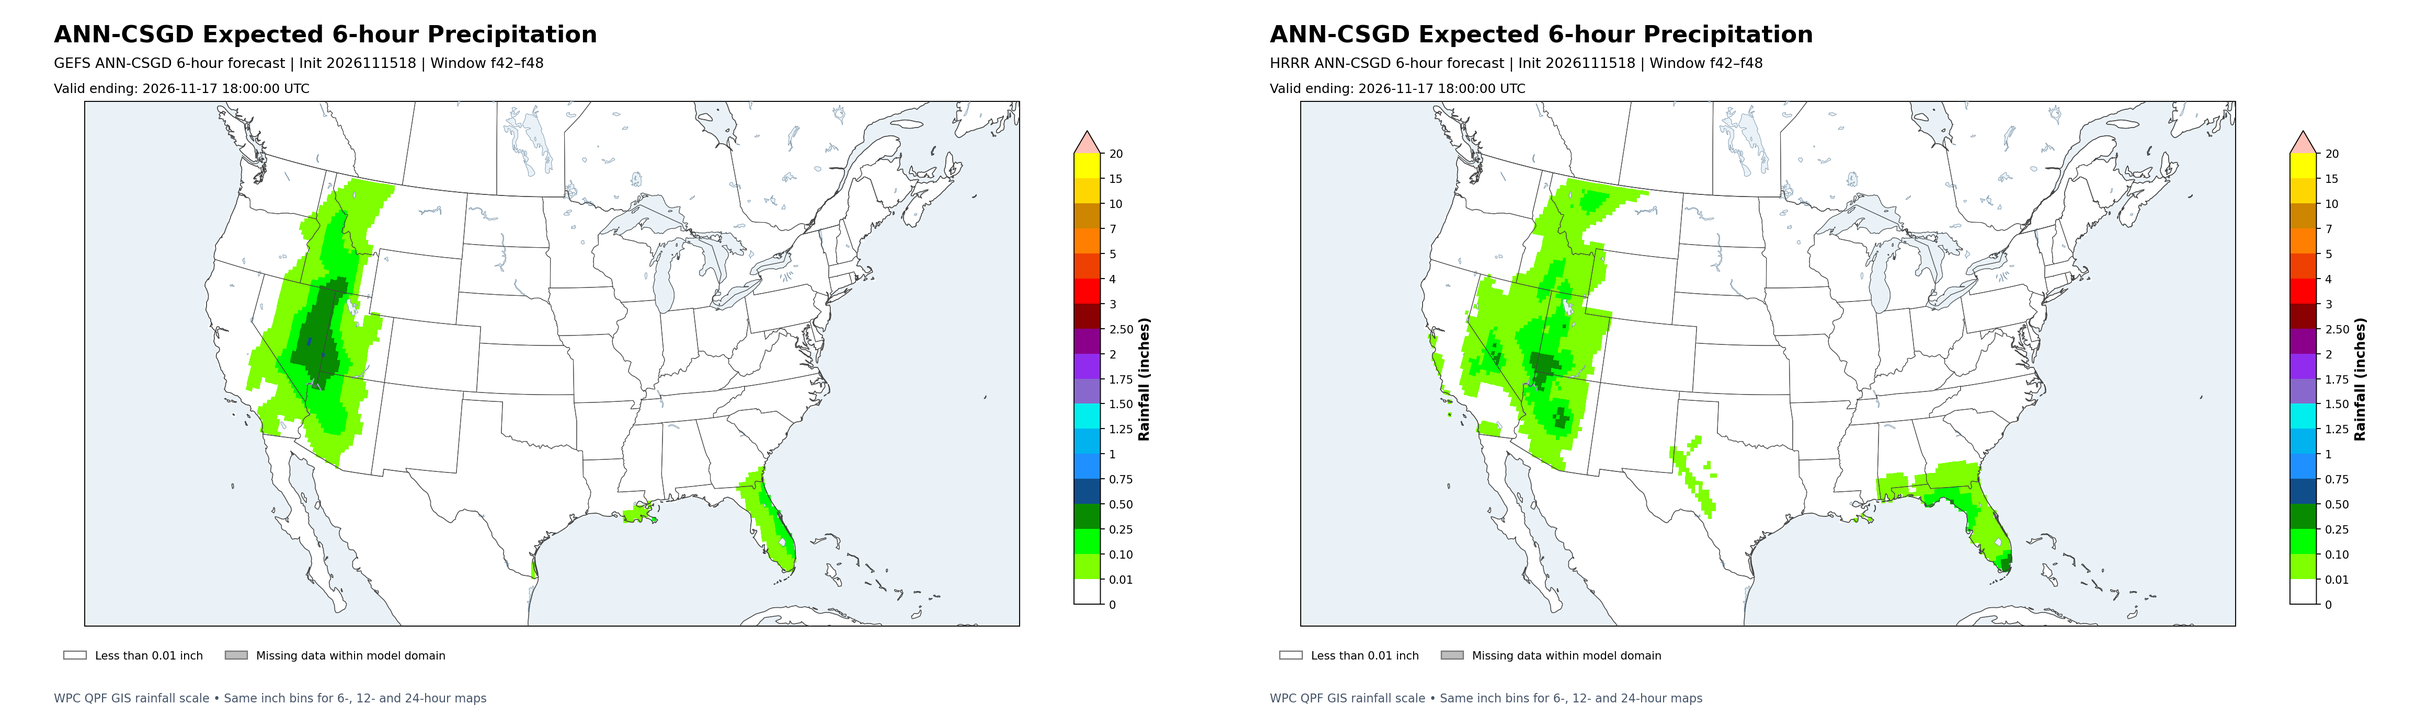 ANN-CSGD Expected 6-hour Precipitation
GEFS ANN-CSGD 6-hour forecast | Init 2026111518 | Window f42–f48
Valid ending: 2026-11-17 18:00:00 UTC
20
15
10
7
5
4
3
2.50
2
1.75
1.50
1.25
1
0.75
0.50
0.25
0.10
0.01
0
Rainfall (inches)
Less than 0.01 inch
Missing data within model domain
WPC QPF GIS rainfall scale • Same inch bins for 6-, 12- and 24-hour maps
ANN-CSGD Expected 6-hour Precipitation
HRRR ANN-CSGD 6-hour forecast | Init 2026111518 | Window f42–f48
Valid ending: 2026-11-17 18:00:00 UTC
20
15
10
7
5
4
3
2.50
2
1.75
1.50
1.25
1
0.75
0.50
0.25
0.10
0.01
0
Rainfall (inches)
Less than 0.01 inch
Missing data within model domain
WPC QPF GIS rainfall scale • Same inch bins for 6-, 12- and 24-hour maps